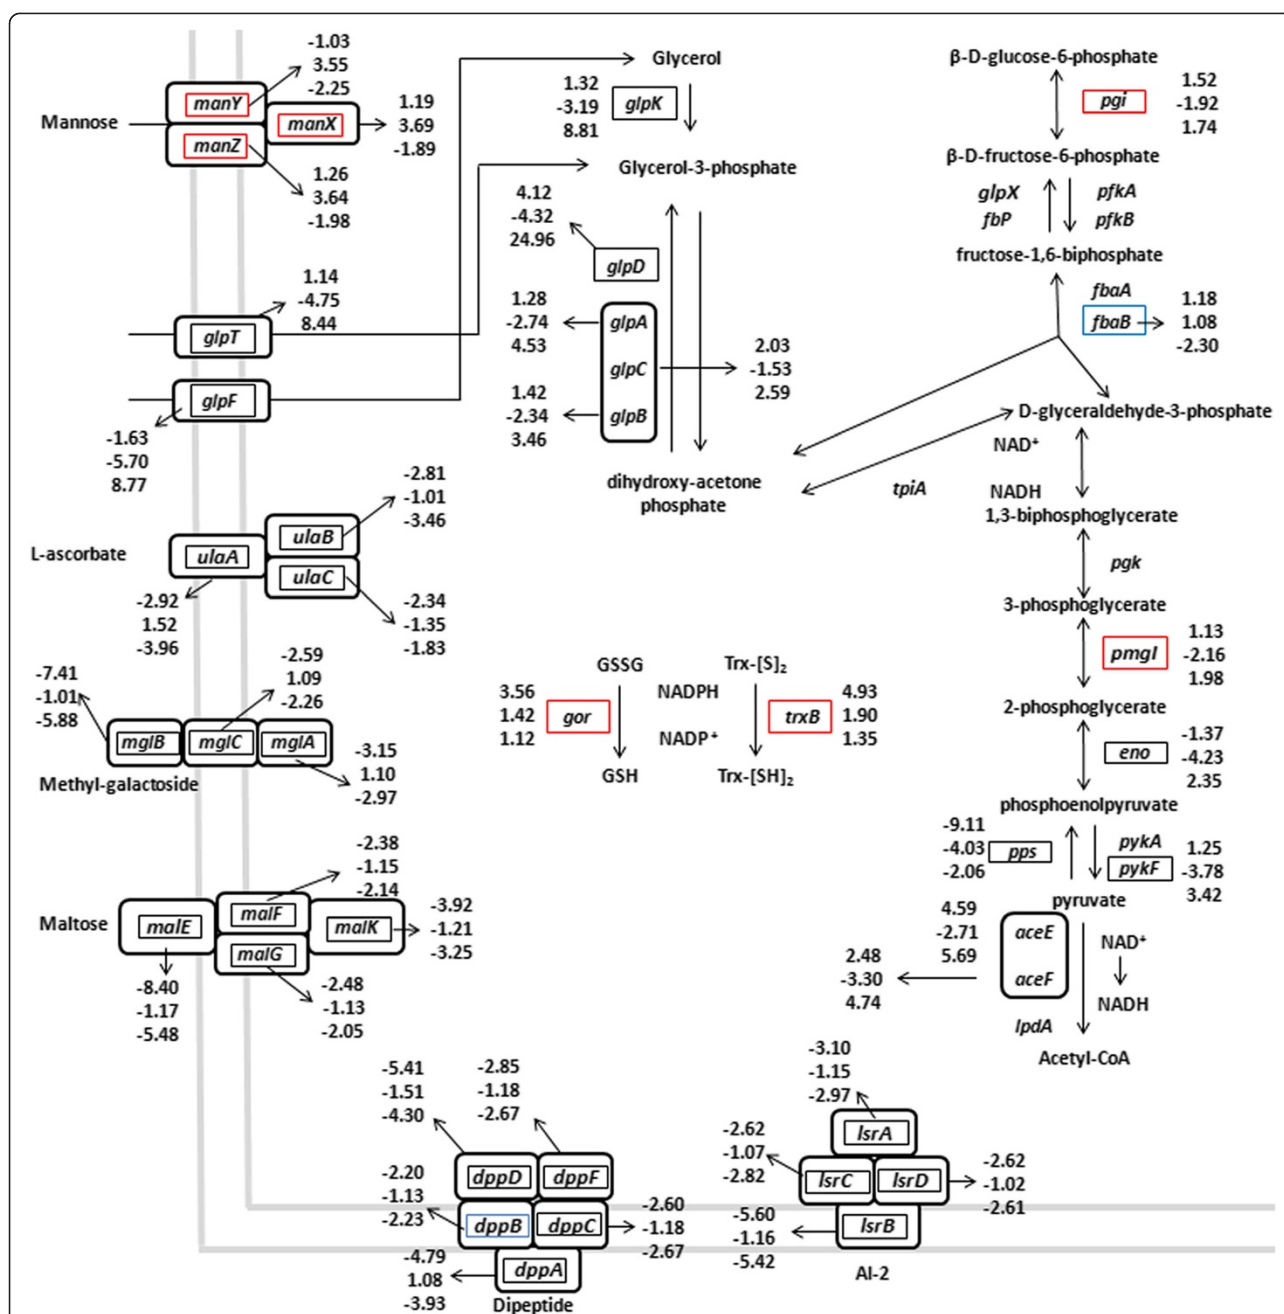 -1.03
3.55
-2.25
manY
manX
Mannose
manZ
1.19
3.69
-1.89
1.26
3.64
-1.98
1.14
-4.75
8.44
glpT
glpF
-1.63
-5.70
8.77
Glycerol
1.32
-3.19
8.81
glpK
Glycerol-3-phosphate
4.12
-4.32
24.96
glpD
1.28
-2.74
4.53
glpA
glpC
glpB
2.03
-1.53
2.59
1.42
-2.34
3.46
dihydroxy-acetone
phosphate
β-D-glucose-6-phosphate
pgi
1.52
-1.92
1.74
β-D-fructose-6-phosphate
glpX
fbP
pfkA
pfkB
fructose-1,6-biphosphate
fbaA
fbaB
1.18
1.08
-2.30
D-glyceraldehyde-3-phosphate
NAD+
tpiA
NADH
1,3-biphosphoglycerate
pgk
3-phosphoglycerate
pmgI
1.13
-2.16
1.98
2-phosphoglycerate
eno
-1.37
-4.23
2.35
phosphoenolpyruvate
-9.11
-4.03
-2.06
pps
pykA
pykF
1.25
-3.78
3.42
pyruvate
4.59
-2.71
5.69
aceE
aceF
2.48
-3.30
4.74
NAD+
NADH
lpdA
Acetyl-CoA
L-ascorbate
ulaA
ulaB
ulaC
-2.81
-1.01
-3.46
-2.92
1.52
-3.96
-2.34
-1.35
-1.83
-7.41
-1.01
-5.88
-2.59
1.09
-2.26
mglB
mglC
mglA
-3.15
1.10
-2.97
Methyl-galactoside
GSSG
Trx-[S]2
3.56
1.42
1.12
gor
NADPH
NADP+
trxB
4.93
1.90
1.35
GSH
Trx-[SH]2
-2.38
-1.15
-2.14
Maltose
malE
malF
malG
malK
-3.92
-1.21
-3.25
-8.40
-1.17
-5.48
-2.48
-1.13
-2.05
-5.41
-1.51
-4.30
-2.85
-1.18
-2.67
dppD
dppF
-2.20
-1.13
-2.23
dppB
dppC
-2.60
-1.18
-2.67
-4.79
1.08
-3.93
dppA
Dipeptide
-3.10
-1.15
-2.97
lsrA
-2.62
-1.07
-2.82
lsrC
lsrD
-2.62
-1.02
-2.61
-5.60
-1.16
-5.42
lsrB
AI-2